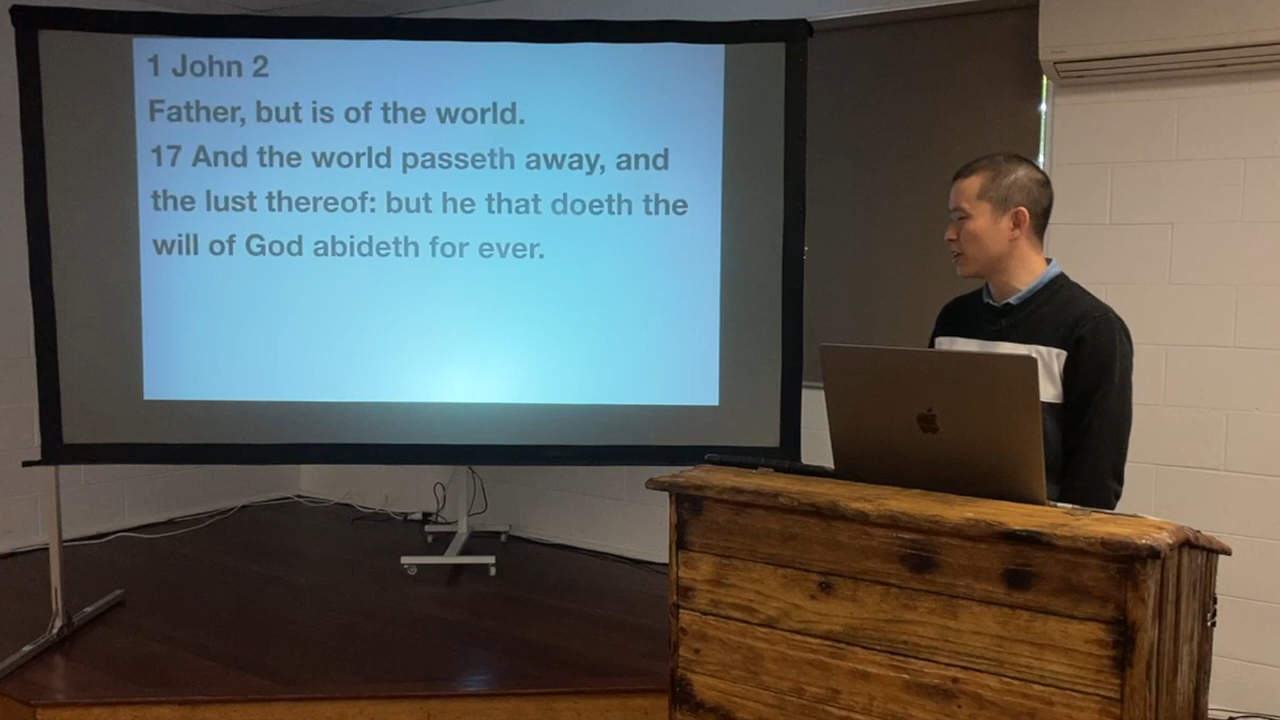 1 John 2
Father, but is of the world.
17 And the world passeth away, and
the lust thereof: but he that doeth the
will of God abideth for ever.